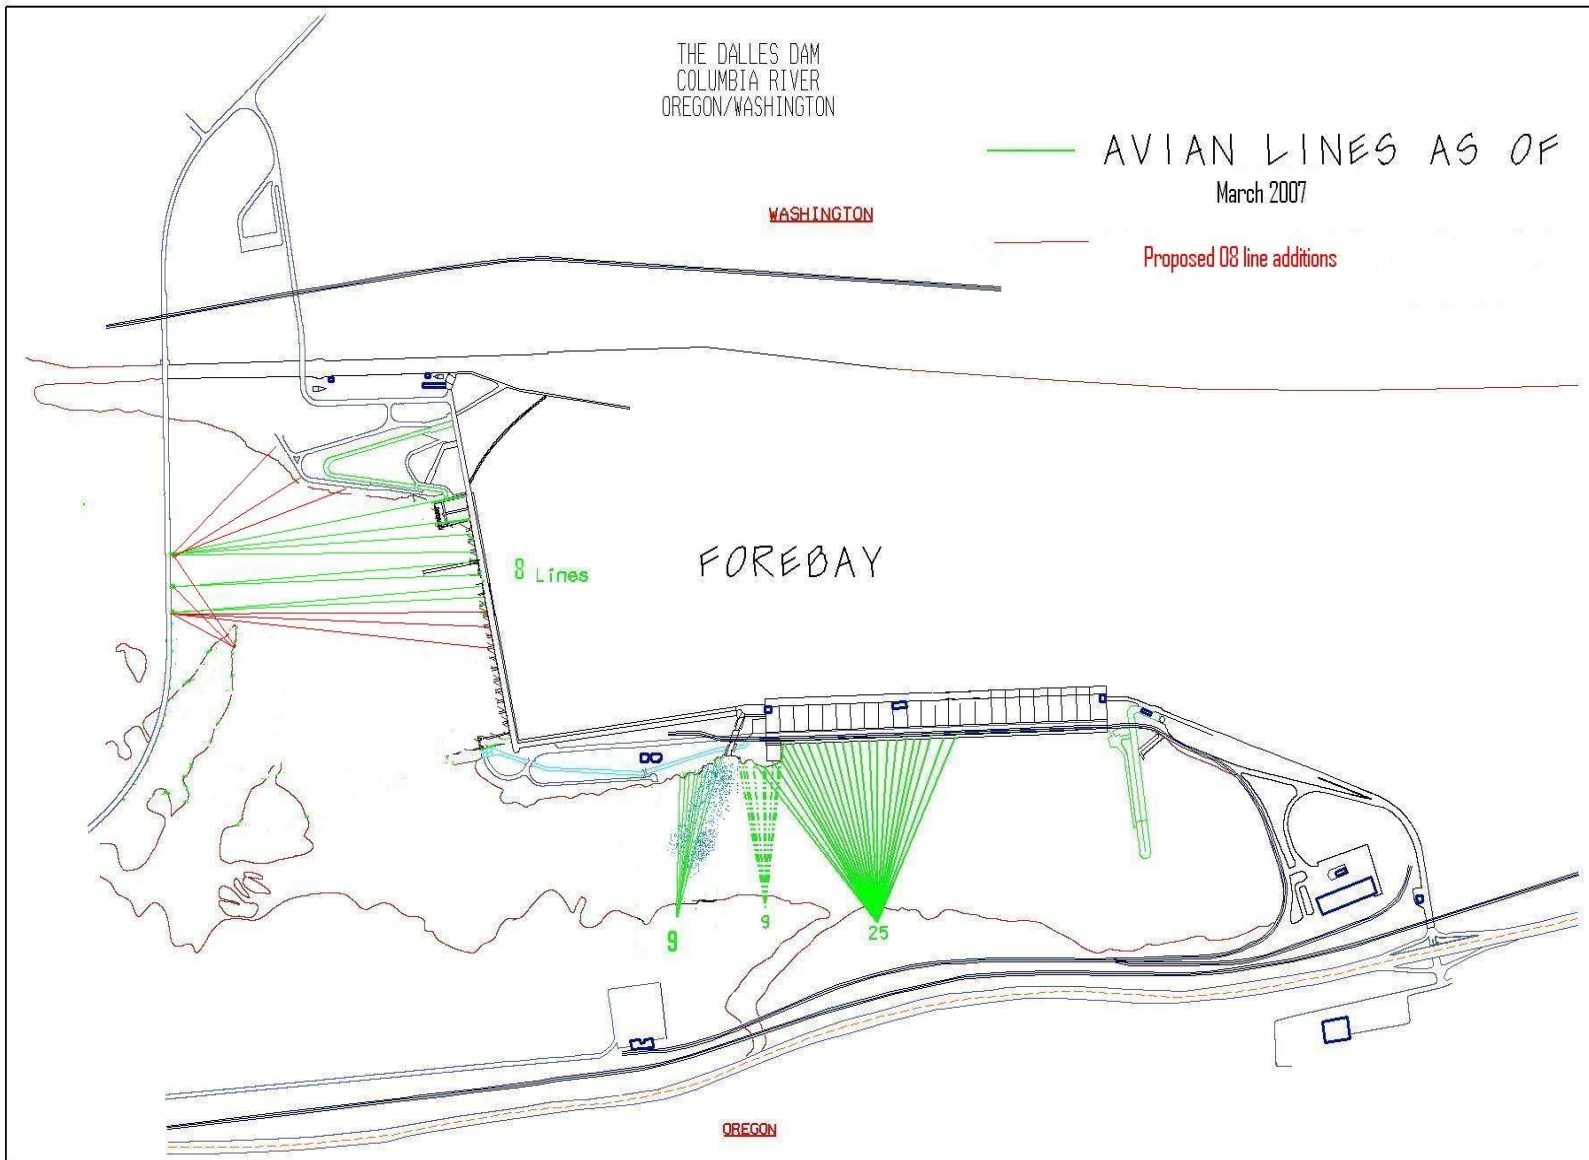 THE DALLES DAM
COLUMBIA RIVER
OREGON/WASHINGTON
AVIAN LINES AS OF
March 2007
WASHINGTON
Proposed 08 line additions
8 Lines
FOREBAY
9
9
25
OREGON